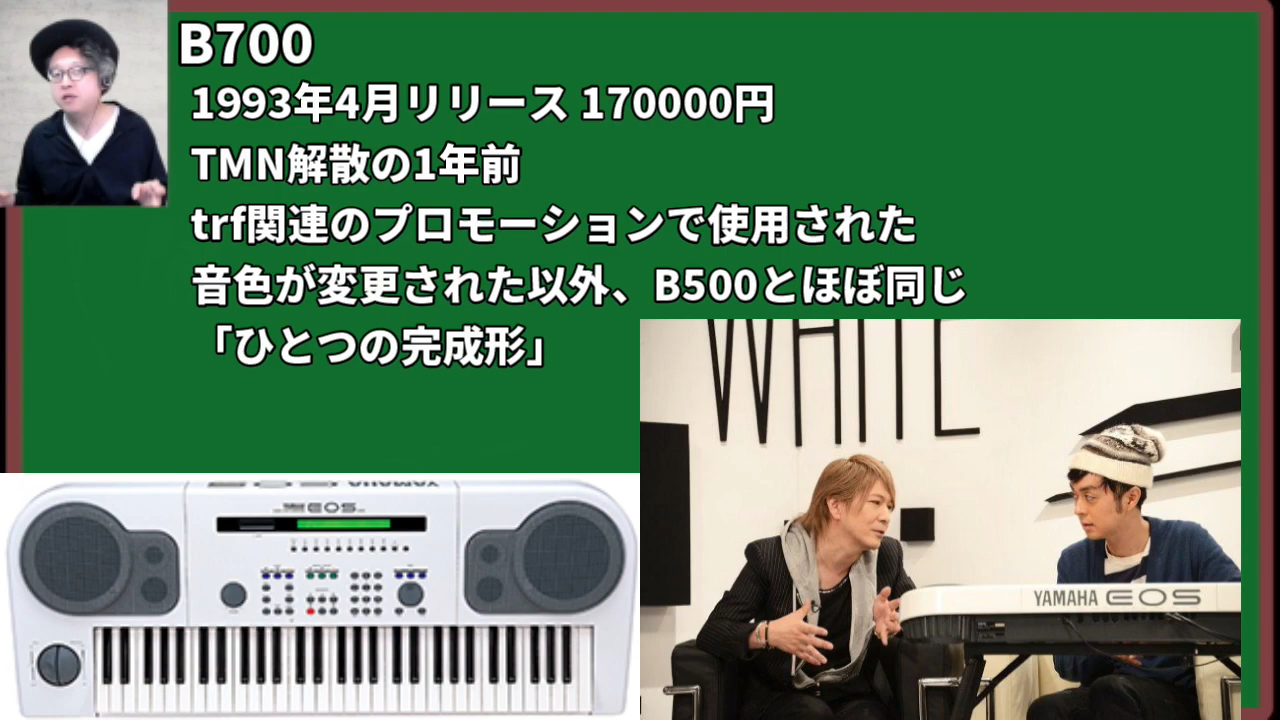 B700
1993年4月リリース 170000円
TMN解散の1年前
trf関連のプロモーションで使用された
音色が変更された以外、B500とほぼ同じ
「ひとつの完成形」
WHITE
YAMAHA EOS
YAMAHA EOS
YAMAHA EOS